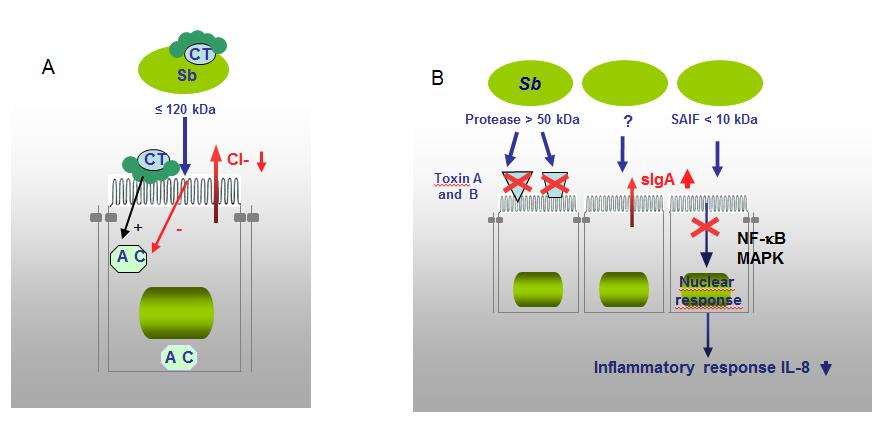 A
CT
Sb
≤ 120 kDa
CT
Cl-
+
-
A C
A C
B
Sb
Protease > 50 kDa
?
SAIF < 10 kDa
Toxin A
and B
sIgA
NF-κB
MAPK
Nuclear
response
Inflammatory response IL-8